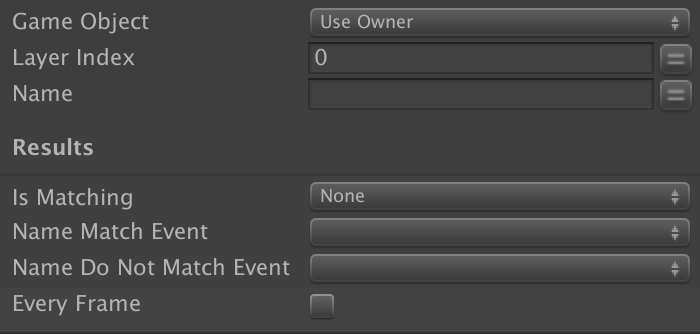 Game Object Use Owner
Layer Index 0
Name
Results
Is Matching None
Name Match Event
Name Do Not Match Event
Every Frame